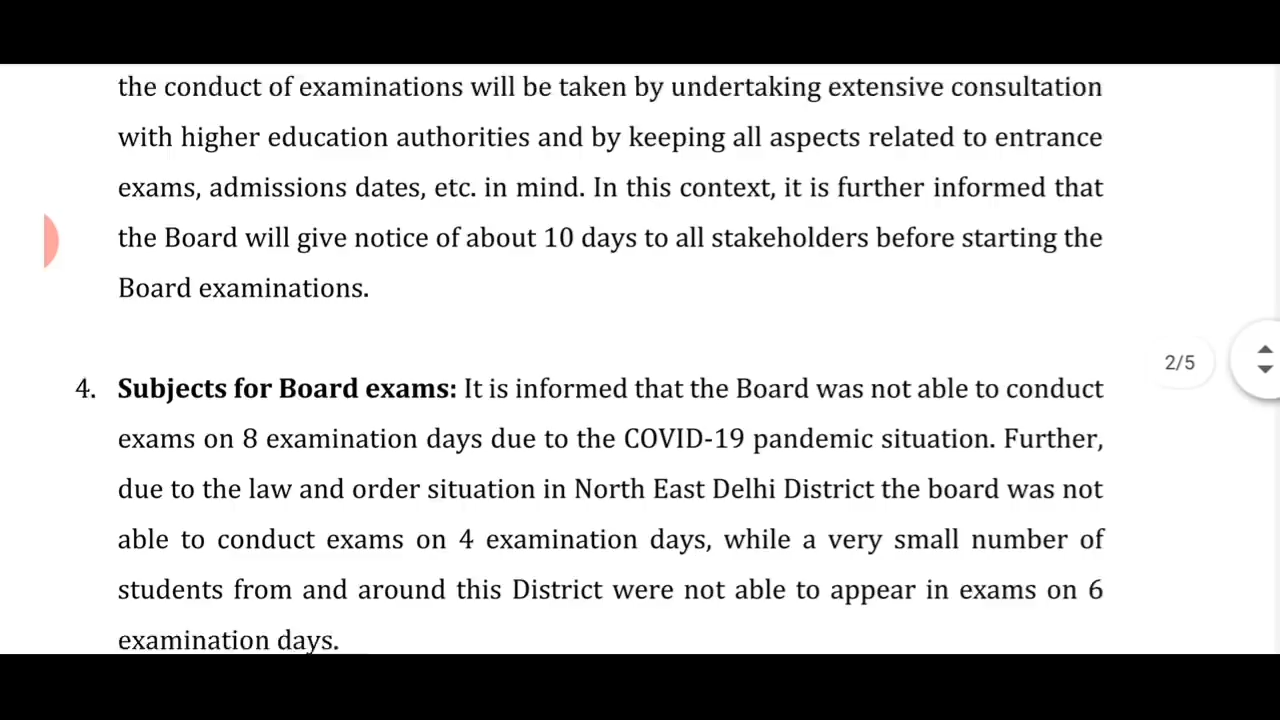 the conduct of examinations will be taken by undertaking extensive consultation
with higher education authorities and by keeping all aspects related to entrance
exams, admissions dates, etc. in mind. In this context, it is further informed that
the Board will give notice of about 10 days to all stakeholders before starting the
Board examinations.
2/5
4. Subjects for Board exams: It is informed that the Board was not able to conduct
exams on 8 examination days due to the COVID-19 pandemic situation. Further,
due to the law and order situation in North East Delhi District the board was not
able to conduct exams on 4 examination days, while a very small number of
students from and around this District were not able to appear in exams on 6
examination days.